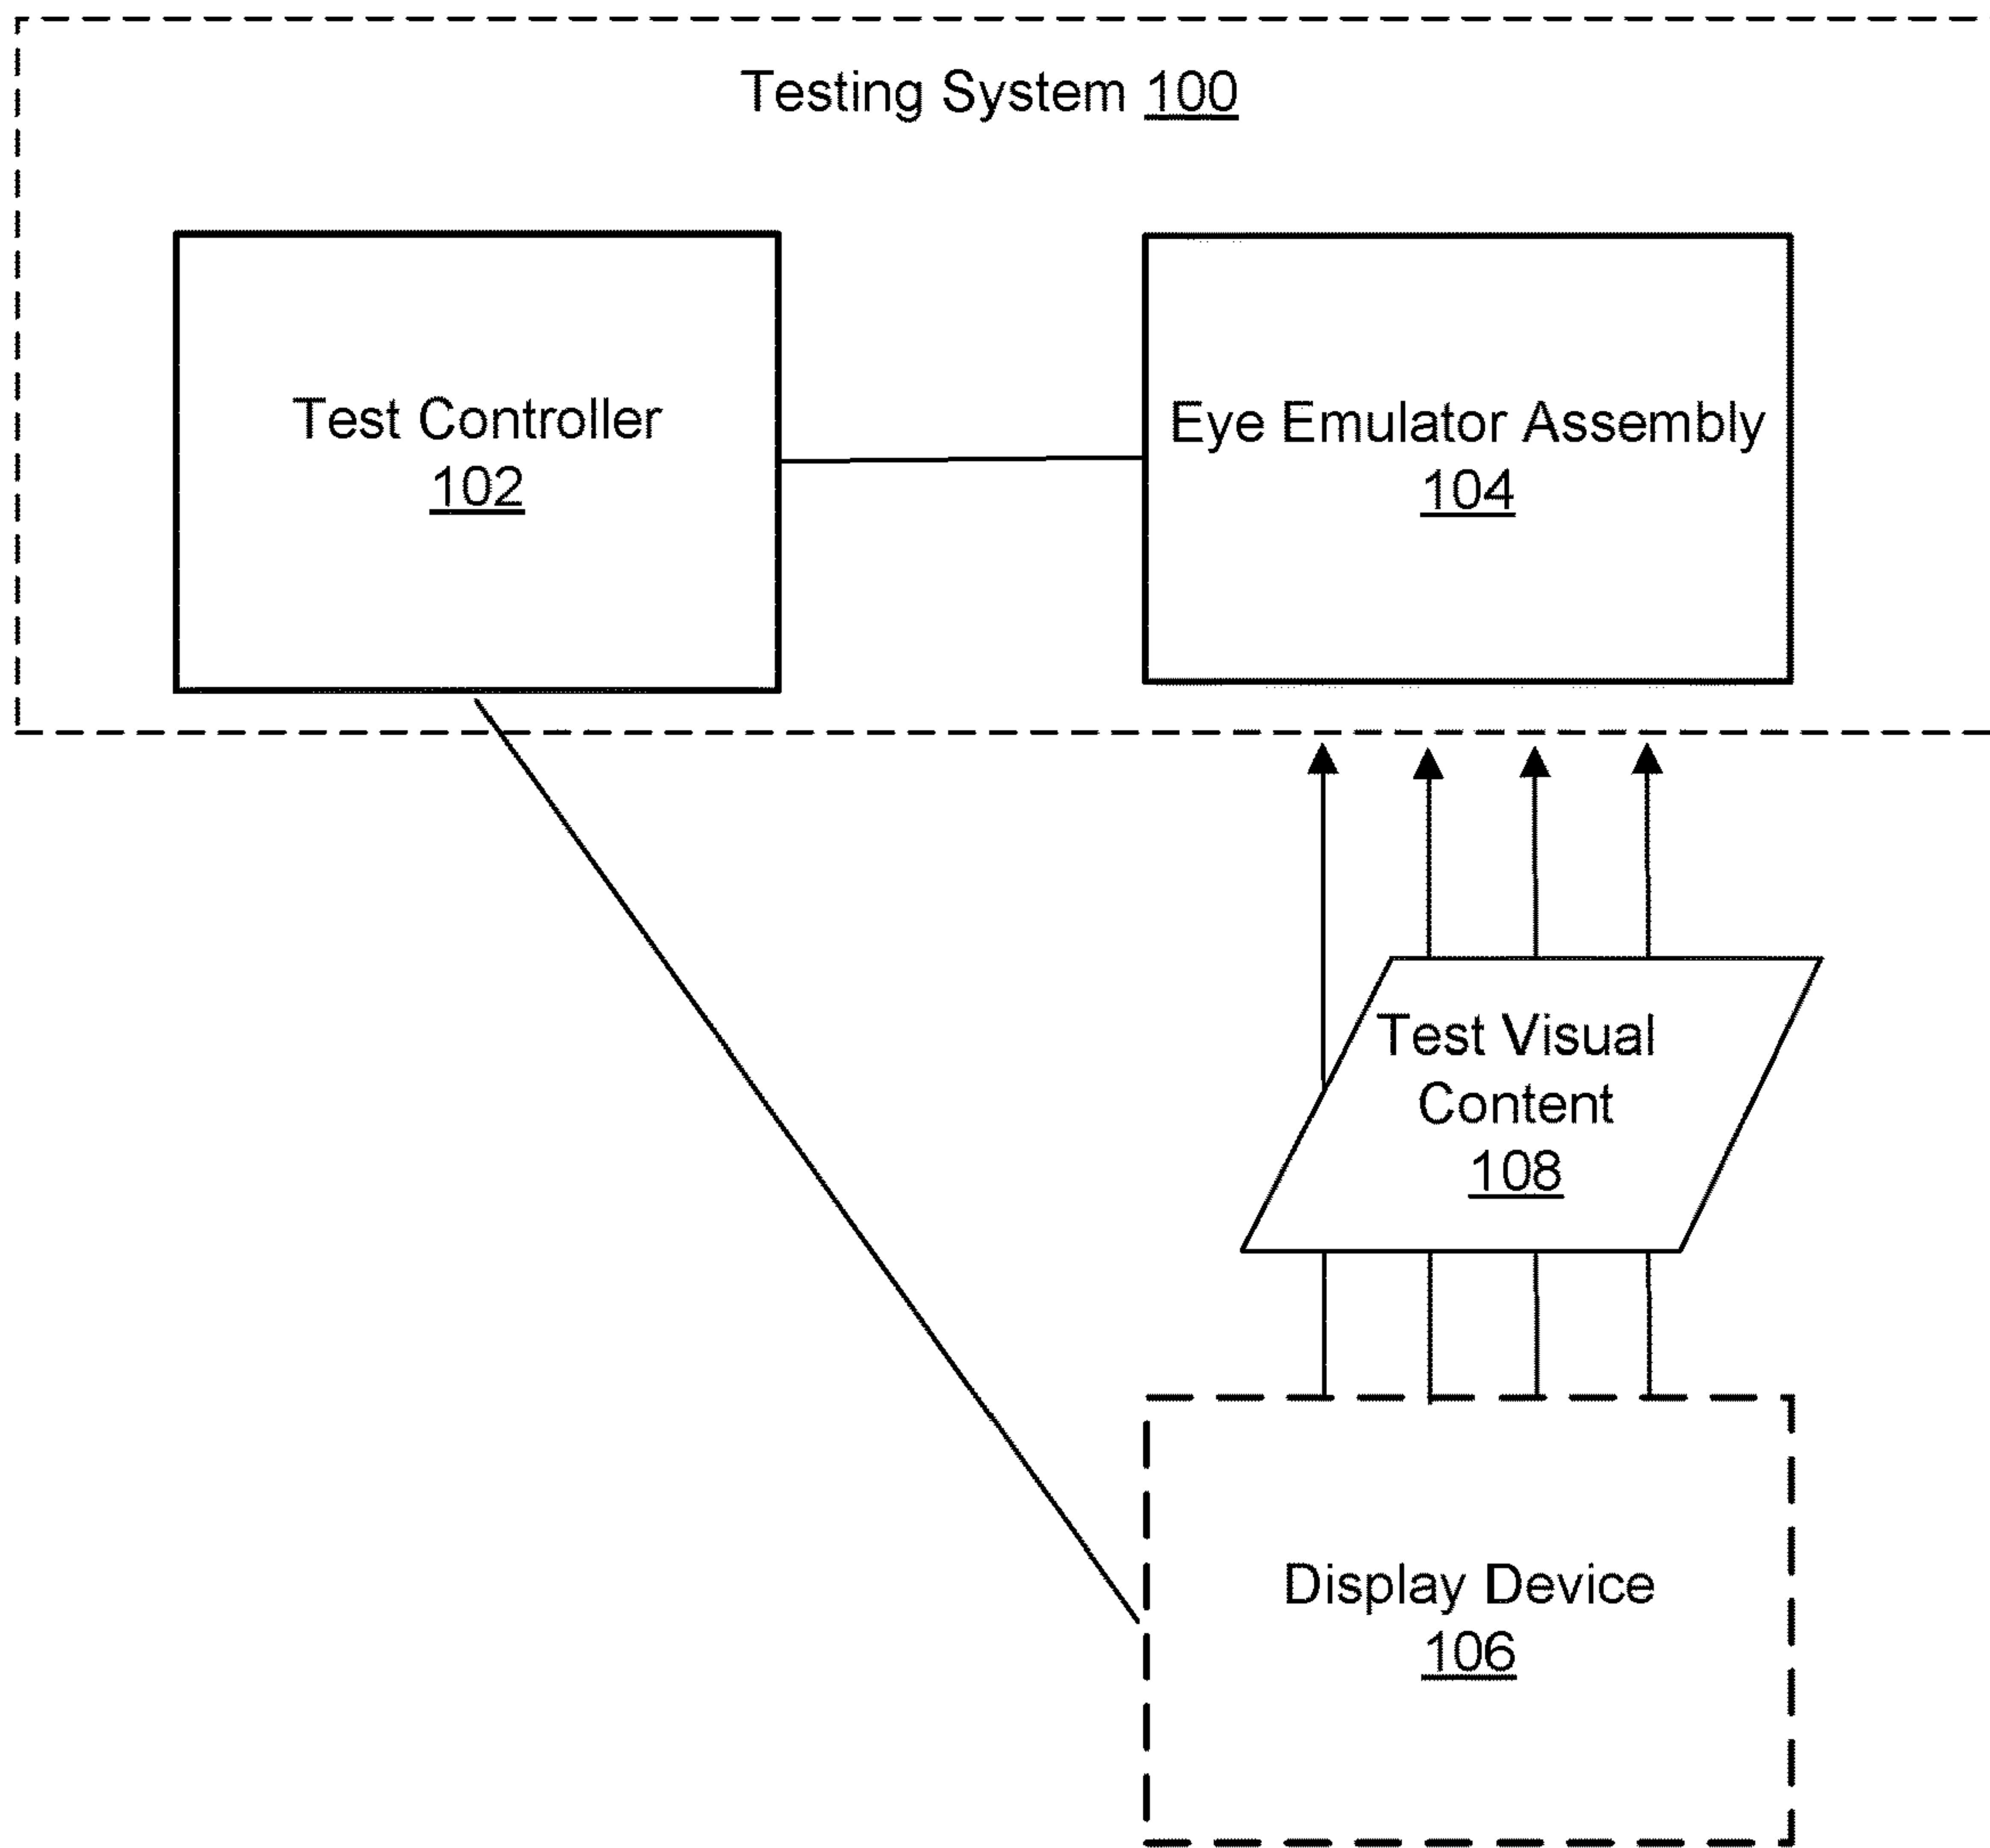 Testing System 100
Test Controller
102
Eye Emulator Assembly
104
Test Visual
Content
108
Display Device
106